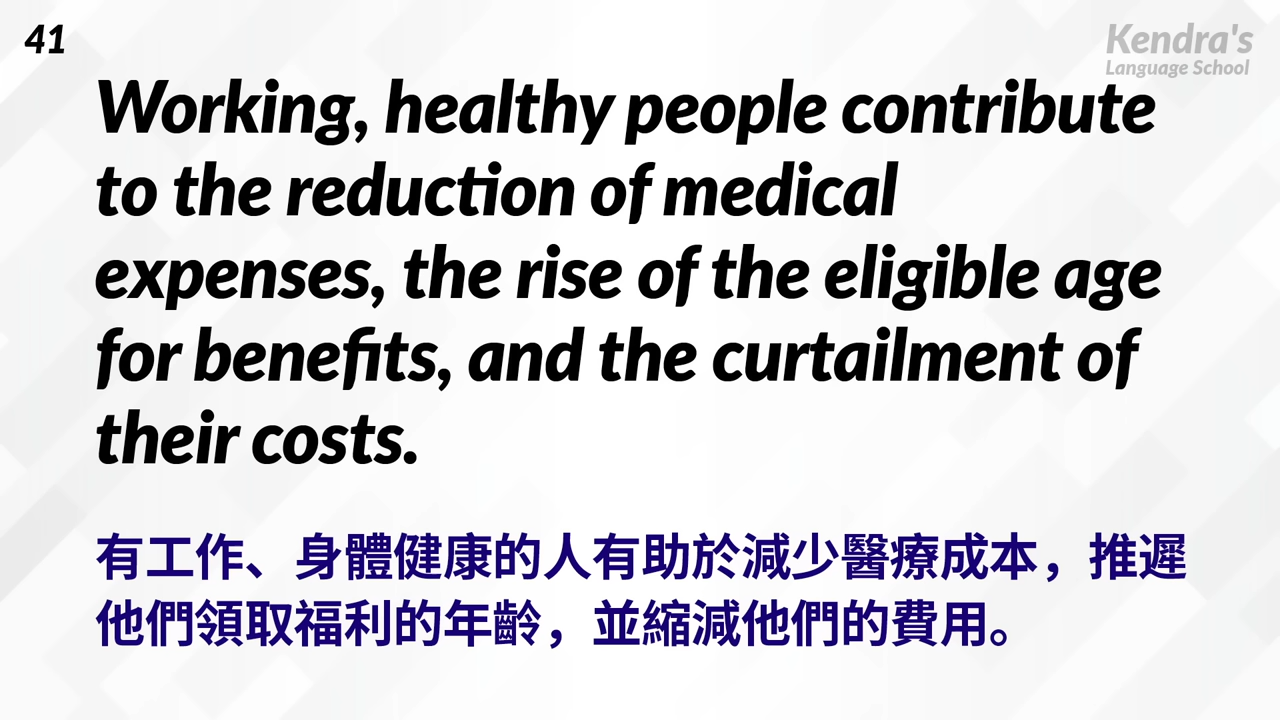 41
Kendra's
Language School
Working, healthy people contribute
to the reduction of medical
expenses, the rise of the eligible age
for benefits, and the curtailment of
their costs.
有工作、身體健康的人有助於減少醫療成本，推遲
他們領取福利的年齡，並縮減他們的費用。